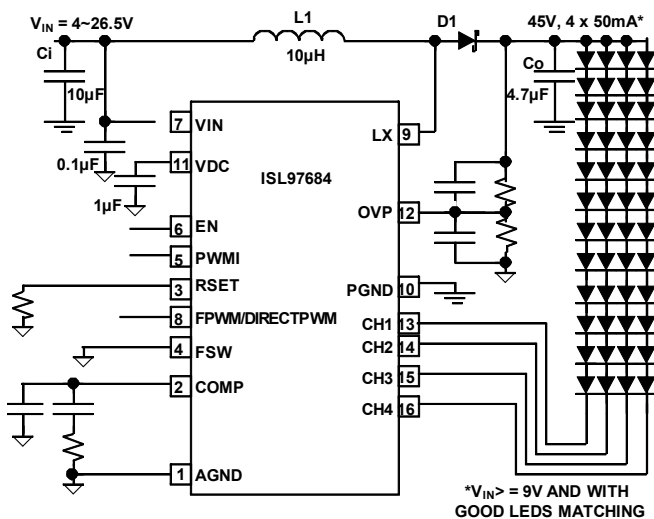 V_IN = 4~26.5V
L1
D1
45V, 4 x 50mA*
Ci
10µH
Co
10µF
4.7µF
7 VIN
LX 9
0.1µF
11 VDC
ISL97684
1µF
OVP 12
6 EN
5 PWMI
3 RSET
PGND 10
8 FPWM/DIRECTPWM
CH1 13
4 FSW
CH2 14
2 COMP
CH3 15
CH4 16
1 AGND
*V_IN> = 9V AND WITH
GOOD LEDS MATCHING